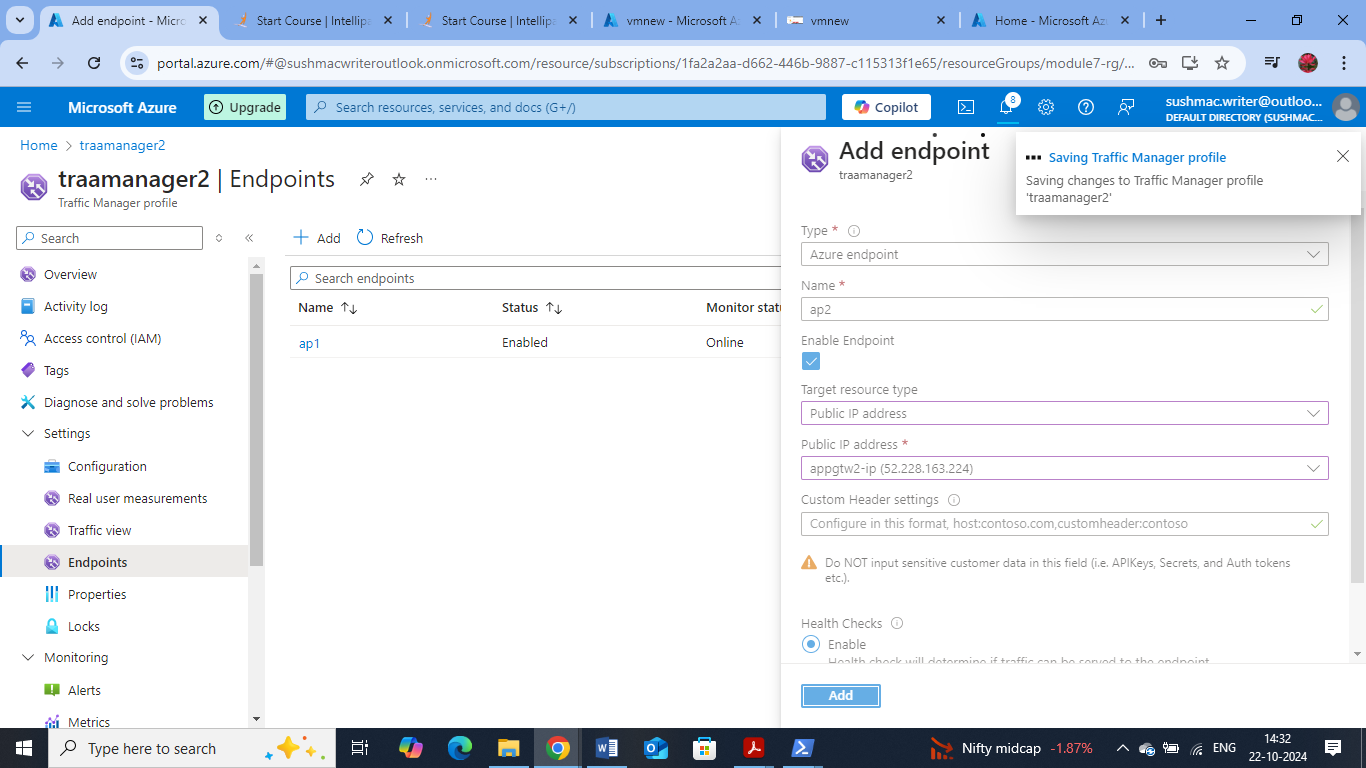 Add endpoint - Micro
Start Course | Intellipa
Start Course | Intellipa
vmnew - Microsoft Az
vmnew
Home - Microsoft Azu
portal.azure.com/#@sushmacwriteroutlook.onmicrosoft.com/resource/subscriptions/1fa2a2aa-d662-446b-9887-c115313f1e65/resourceGroups/module7-rg/...
Microsoft Azure
Upgrade
Search resources, services, and docs (G+/)
Copilot
8
sushmac.writer@outloo...
DEFAULT DIRECTORY (SUSHMAC....
Home > traamanager2
traamanager2 | Endpoints
Traffic Manager profile
Search
Overview
Activity log
Access control (IAM)
Tags
Diagnose and solve problems
Settings
Configuration
Real user measurements
Traffic view
Endpoints
Properties
Locks
Monitoring
Alerts
Metrics
Add
Refresh
Search endpoints
Name
Status
Monitor statu
ap1
Enabled
Online
Add endpoint
traamanager2
Saving Traffic Manager profile
Saving changes to Traffic Manager profile
'traamanager2'
Type *
Azure endpoint
Name *
ap2
Enable Endpoint
Target resource type
Public IP address
Public IP address *
appgtw2-ip (52.228.163.224)
Custom Header settings
Configure in this format, host:contoso.com,customheader:contoso
Do NOT input sensitive customer data in this field (i.e. APIKeys, Secrets, and Auth tokens
etc.).
Health Checks
Enable
Health check will determine if traffic can be served to the endpoint
Add
Type here to search
Nifty midcap -1.87%
ENG
14:32
22-10-2024